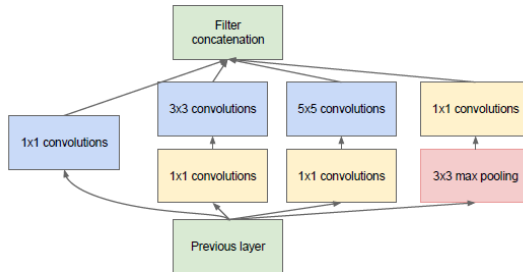 Filter
concatenation
3x3 convolutions
5x5 convolutions
1x1 convolutions
1x1 convolutions
1x1 convolutions
1x1 convolutions
3x3 max pooling
Previous layer